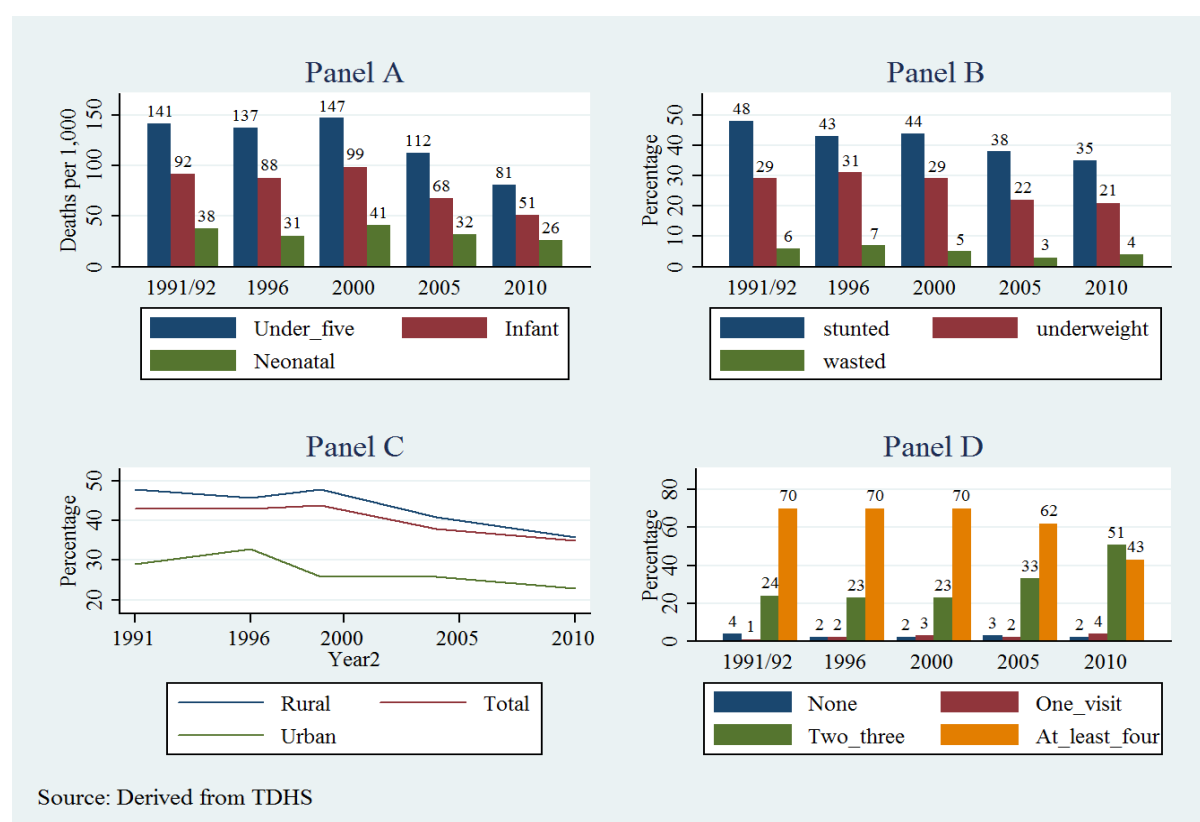 Panel A
Deaths per 1,000
150
100
50
0
141 92 38
137 88 31
147 99 41
112 68 32
81 51 26
1991/92 1996 2000 2005 2010
Under_five Infant
Neonatal
Panel B
Percentage
50
40
30
20
10
0
48 29 6
43 31 7
44 29 5
38 22 3
35 21 4
1991/92 1996 2000 2005 2010
stunted underweight
wasted
Panel C
Percentage
50
40
30
20
1991 1996 2000 2005 2010
Year2
Rural Total
Urban
Panel D
Percentage
80
60
40
20
0
4 1 24 70
2 2 23 70
2 3 23 70
3 2 33 62
2 4 51 43
1991/92 1996 2000 2005 2010
None One_visit
Two_three At_least_four
Source: Derived from TDHS